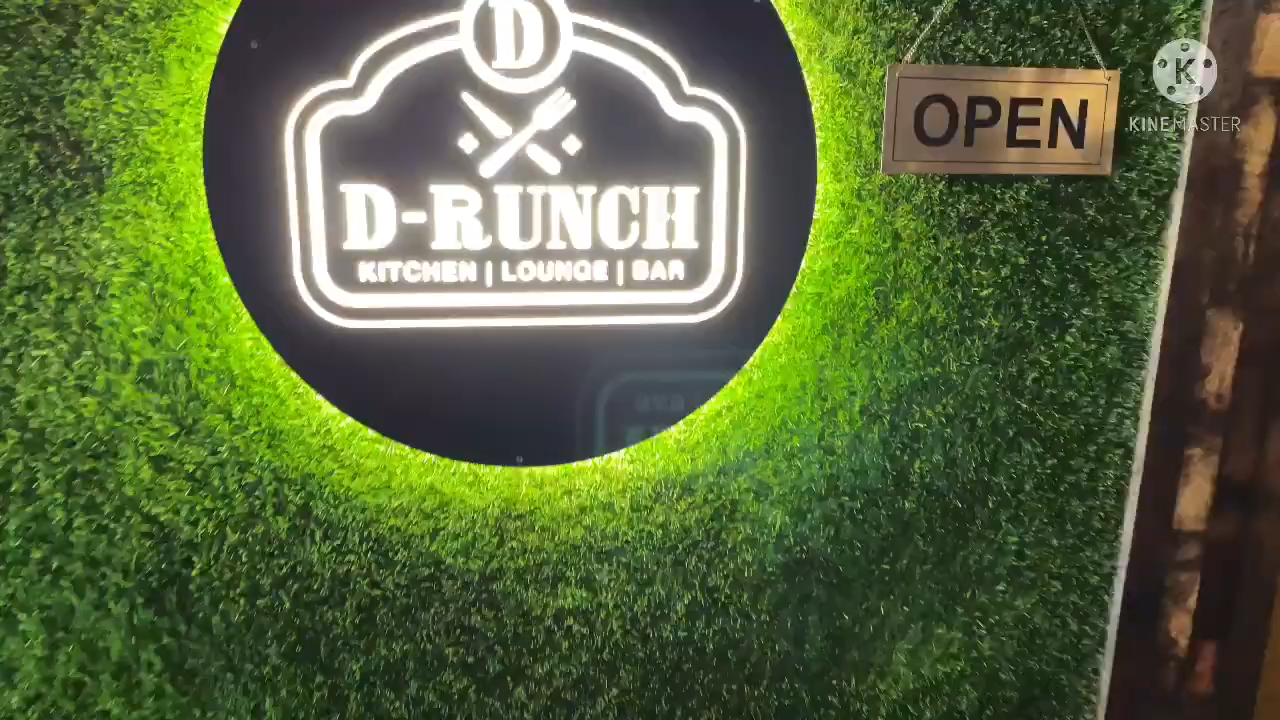 D
D-RUNCH
KITCHEN | LOUNGE | BAR
OPEN
K
KINEMASTER